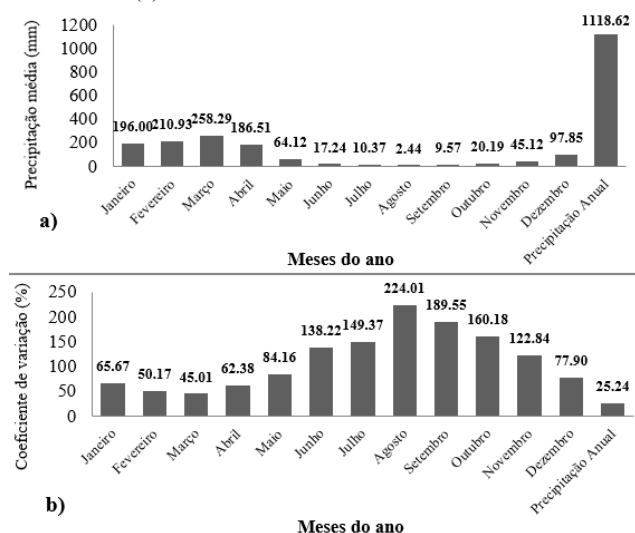 Precipitação média (mm)
1200
1000
800
600
400
200
0
196.00
210.93
258.29
186.51
64.12
17.24
10.37
2.44
9.57
20.19
45.12
97.85
1118.62
Janeiro
Fevereiro
Março
Abril
Maio
Junho
Julho
Agosto
Setembro
Outubro
Novembro
Dezembro
Precipitação Anual
a)
Meses do ano
Coeficiente de variação (%)
250
200
150
100
50
0
65.67
50.17
45.01
62.38
84.16
138.22
149.37
224.01
189.55
160.18
122.84
77.90
25.24
Janeiro
Fevereiro
Março
Abril
Maio
Junho
Julho
Agosto
Setembro
Outubro
Novembro
Dezembro
Precipitação Anual
b)
Meses do ano